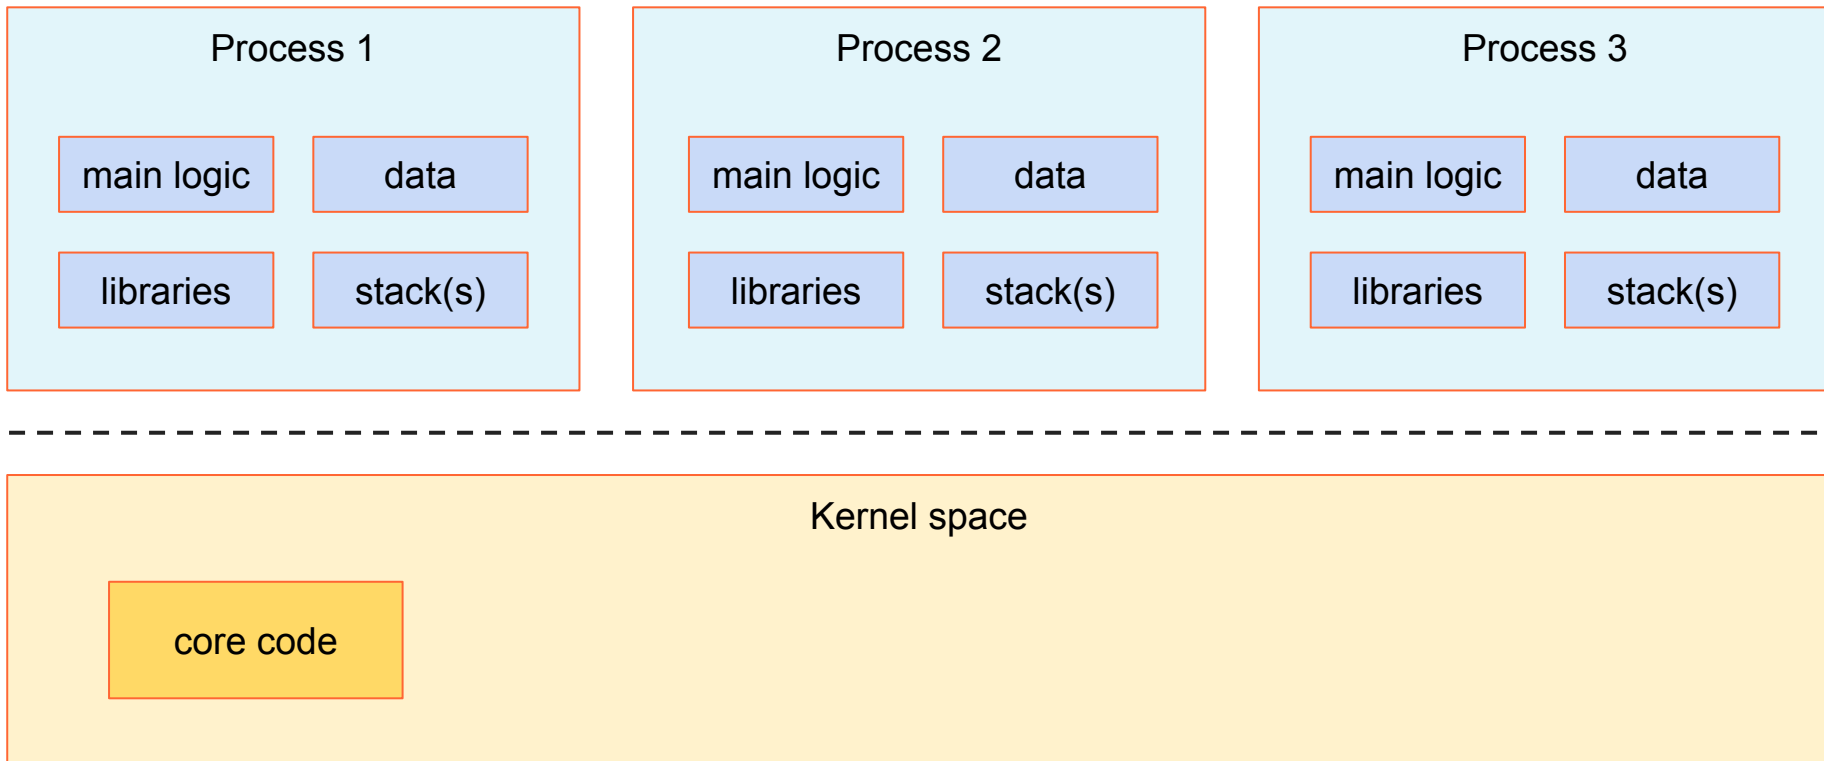 Process 1
main logic
data
libraries
stack(s)
Process 2
main logic
data
libraries
stack(s)
Process 3
main logic
data
libraries
stack(s)
Kernel space
core code